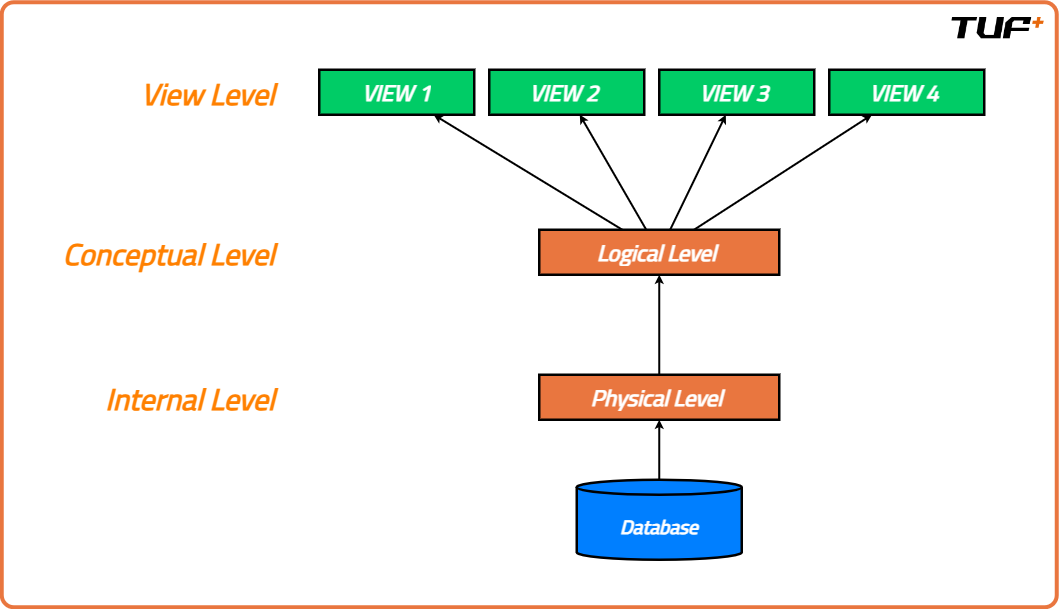 TUF+
View Level
VIEW 1
VIEW 2
VIEW 3
VIEW 4
Conceptual Level
Logical Level
Internal Level
Physical Level
Database